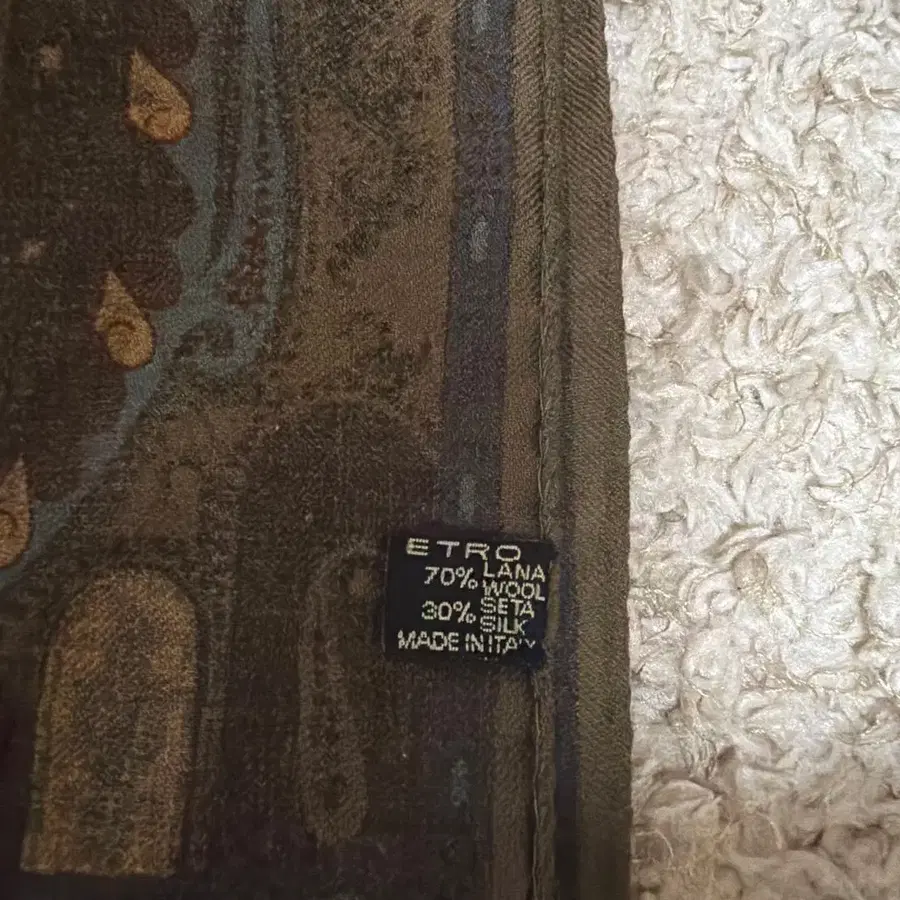 ETRO
70% LANA
WOOL
30% SETA
SILK
MADE IN ITALY